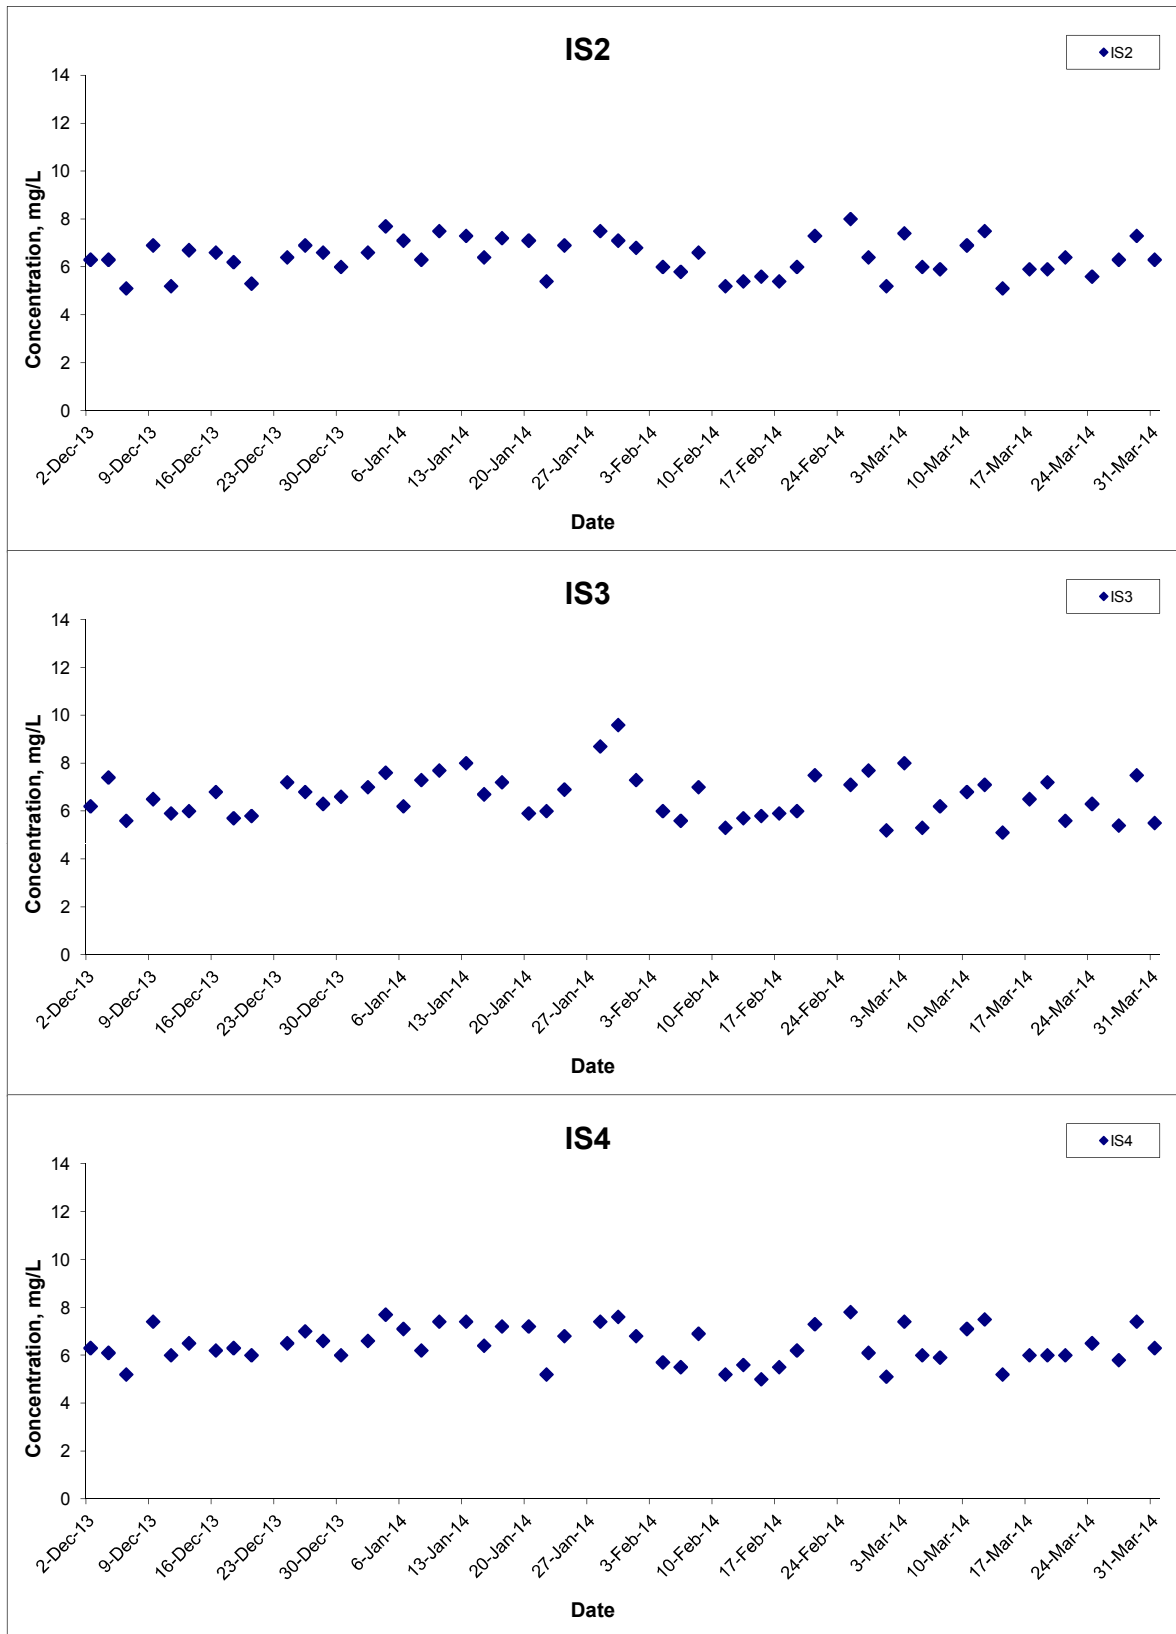 IS2
IS2
Concentration, mg/L
14
12
10
8
6
4
2
0
2-Dec-13
9-Dec-13
16-Dec-13
23-Dec-13
30-Dec-13
6-Jan-14
13-Jan-14
20-Jan-14
27-Jan-14
3-Feb-14
10-Feb-14
17-Feb-14
24-Feb-14
3-Mar-14
10-Mar-14
17-Mar-14
24-Mar-14
31-Mar-14
Date
IS3
IS3
Concentration, mg/L
14
12
10
8
6
4
2
0
2-Dec-13
9-Dec-13
16-Dec-13
23-Dec-13
30-Dec-13
6-Jan-14
13-Jan-14
20-Jan-14
27-Jan-14
3-Feb-14
10-Feb-14
17-Feb-14
24-Feb-14
3-Mar-14
10-Mar-14
17-Mar-14
24-Mar-14
31-Mar-14
Date
IS4
IS4
Concentration, mg/L
14
12
10
8
6
4
2
0
2-Dec-13
9-Dec-13
16-Dec-13
23-Dec-13
30-Dec-13
6-Jan-14
13-Jan-14
20-Jan-14
27-Jan-14
3-Feb-14
10-Feb-14
17-Feb-14
24-Feb-14
3-Mar-14
10-Mar-14
17-Mar-14
24-Mar-14
31-Mar-14
Date